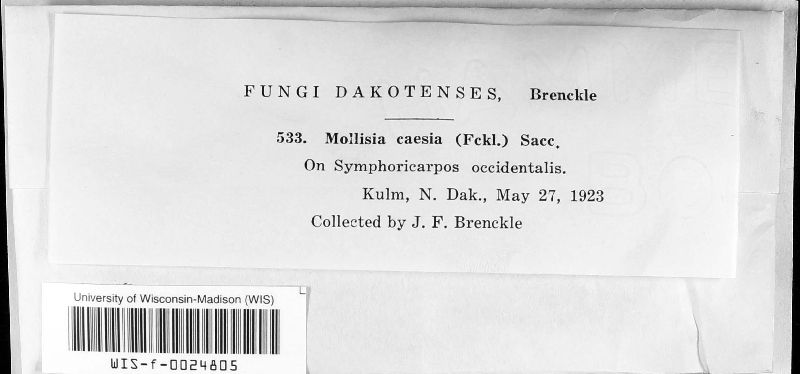 FUNGI DAKOTENSES, Brenckle
533. Mollisia caesia (Fckl.) Sacc.
On Symphoricarpos occidentalis.
Kulm, N. Dak., May 27, 1923
Collected by J. F. Brenckle
University of Wisconsin-Madison (WIS)
WIS-f-0024805